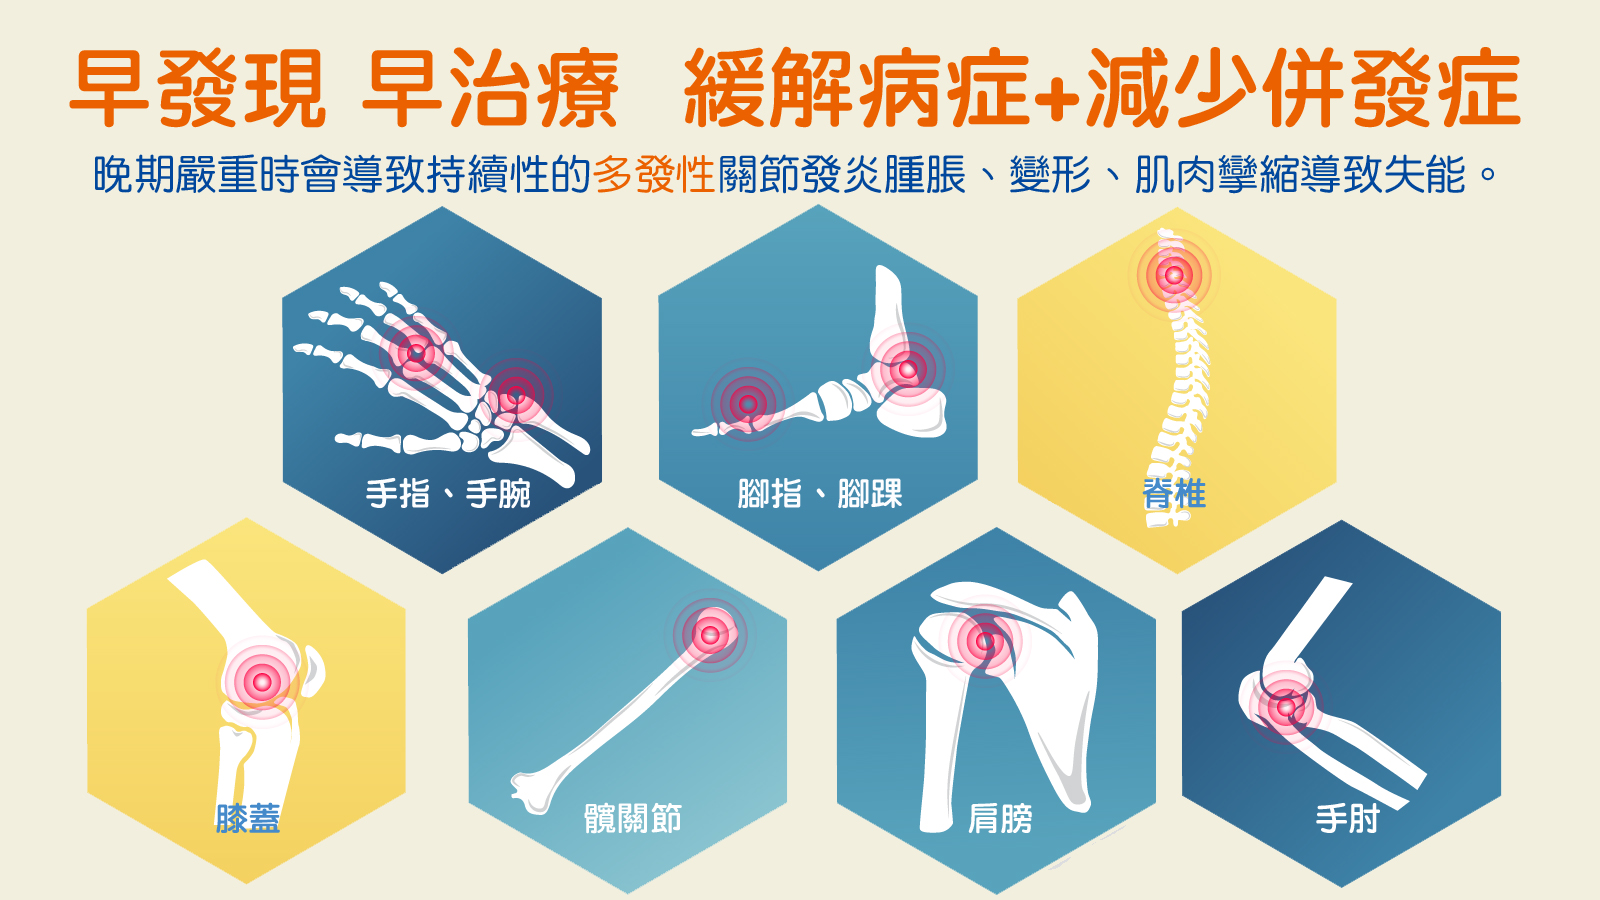 早發現 早治療 緩解病症+減少併發症
晚期嚴重時會導致持續性的多發性關節發炎腫脹、變形、肌肉攣縮導致失能。
手指、手腕
腳指、腳踝
脊椎
膝蓋
髖關節
肩膀
手肘